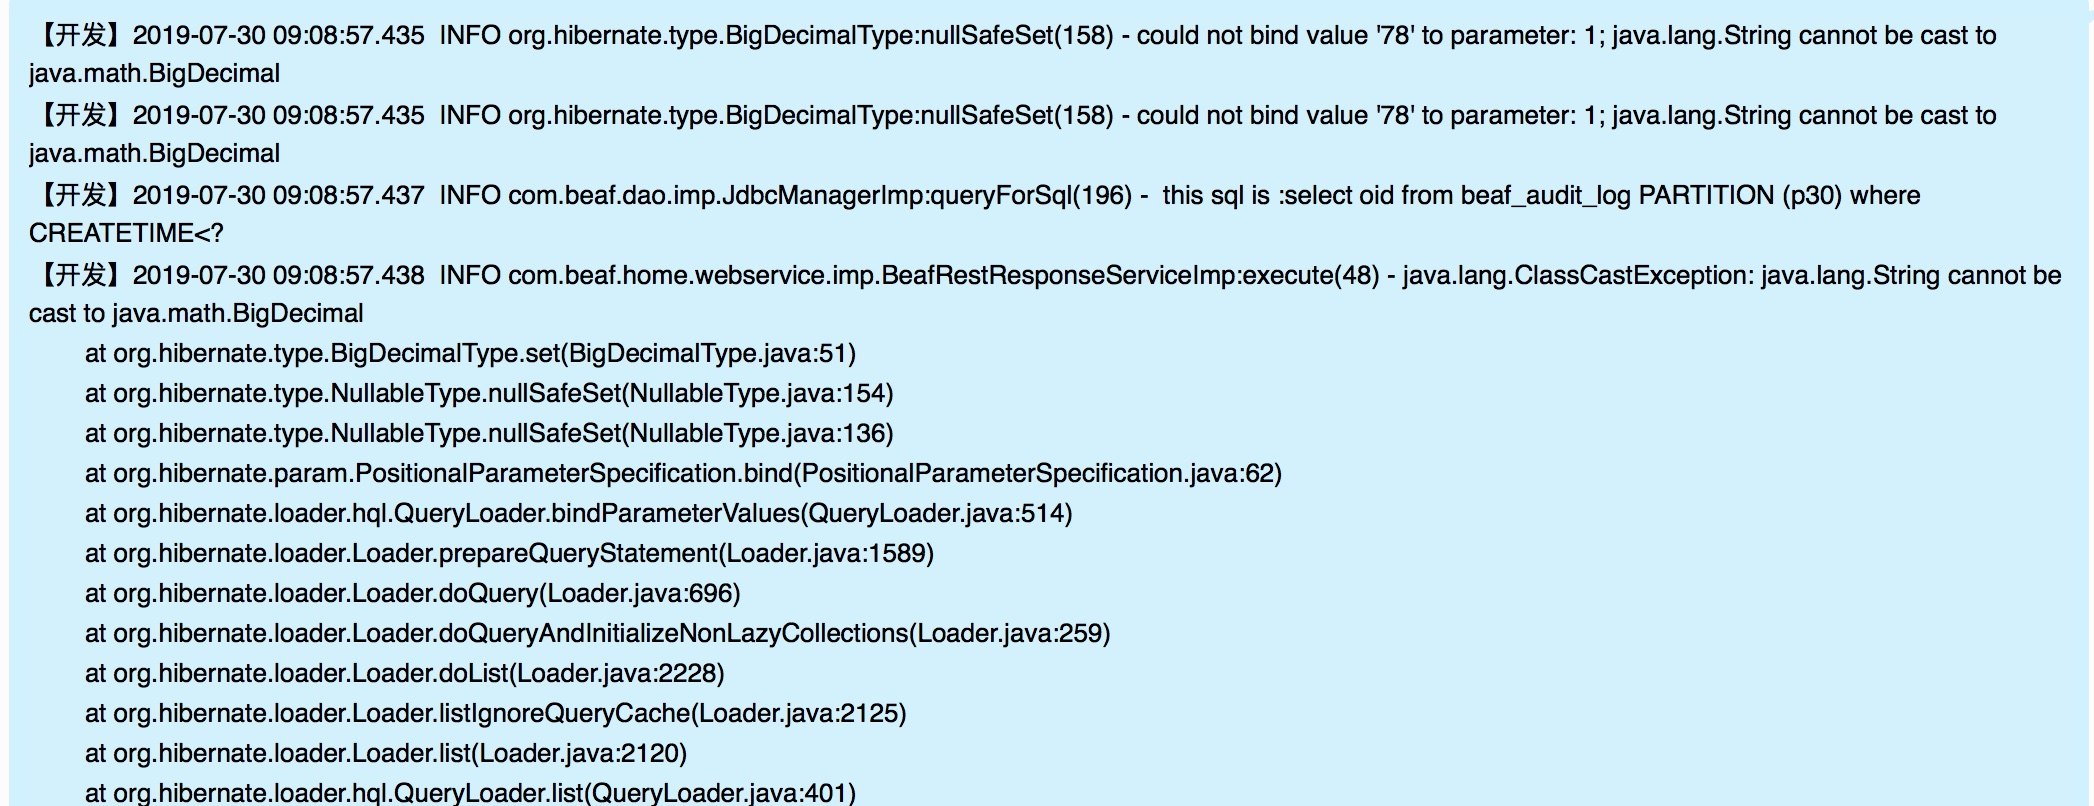 【开发】2019-07-30 09:08:57.435  INFO org.hibernate.type.BigDecimalType:nullSafeSet(158) - could not bind value '78' to parameter: 1; java.lang.String cannot be cast to
java.math.BigDecimal
【开发】2019-07-30 09:08:57.435  INFO org.hibernate.type.BigDecimalType:nullSafeSet(158) - could not bind value '78' to parameter: 1; java.lang.String cannot be cast to
java.math.BigDecimal
【开发】2019-07-30 09:08:57.437  INFO com.beaf.dao.imp.JdbcManagerImp:queryForSql(196) -  this sql is :select oid from beaf_audit_log PARTITION (p30) where
CREATETIME<?
【开发】2019-07-30 09:08:57.438  INFO com.beaf.home.webservice.imp.BeafRestResponseServiceImp:execute(48) - java.lang.ClassCastException: java.lang.String cannot be
cast to java.math.BigDecimal
at org.hibernate.type.BigDecimalType.set(BigDecimalType.java:51)
at org.hibernate.type.NullableType.nullSafeSet(NullableType.java:154)
at org.hibernate.type.NullableType.nullSafeSet(NullableType.java:136)
at org.hibernate.param.PositionalParameterSpecification.bind(PositionalParameterSpecification.java:62)
at org.hibernate.loader.hql.QueryLoader.bindParameterValues(QueryLoader.java:514)
at org.hibernate.loader.Loader.prepareQueryStatement(Loader.java:1589)
at org.hibernate.loader.Loader.doQuery(Loader.java:696)
at org.hibernate.loader.Loader.doQueryAndInitializeNonLazyCollections(Loader.java:259)
at org.hibernate.loader.Loader.doList(Loader.java:2228)
at org.hibernate.loader.Loader.listIgnoreQueryCache(Loader.java:2125)
at org.hibernate.loader.Loader.list(Loader.java:2120)
at org.hibernate.loader.hql.QueryLoader.list(QueryLoader.java:401)